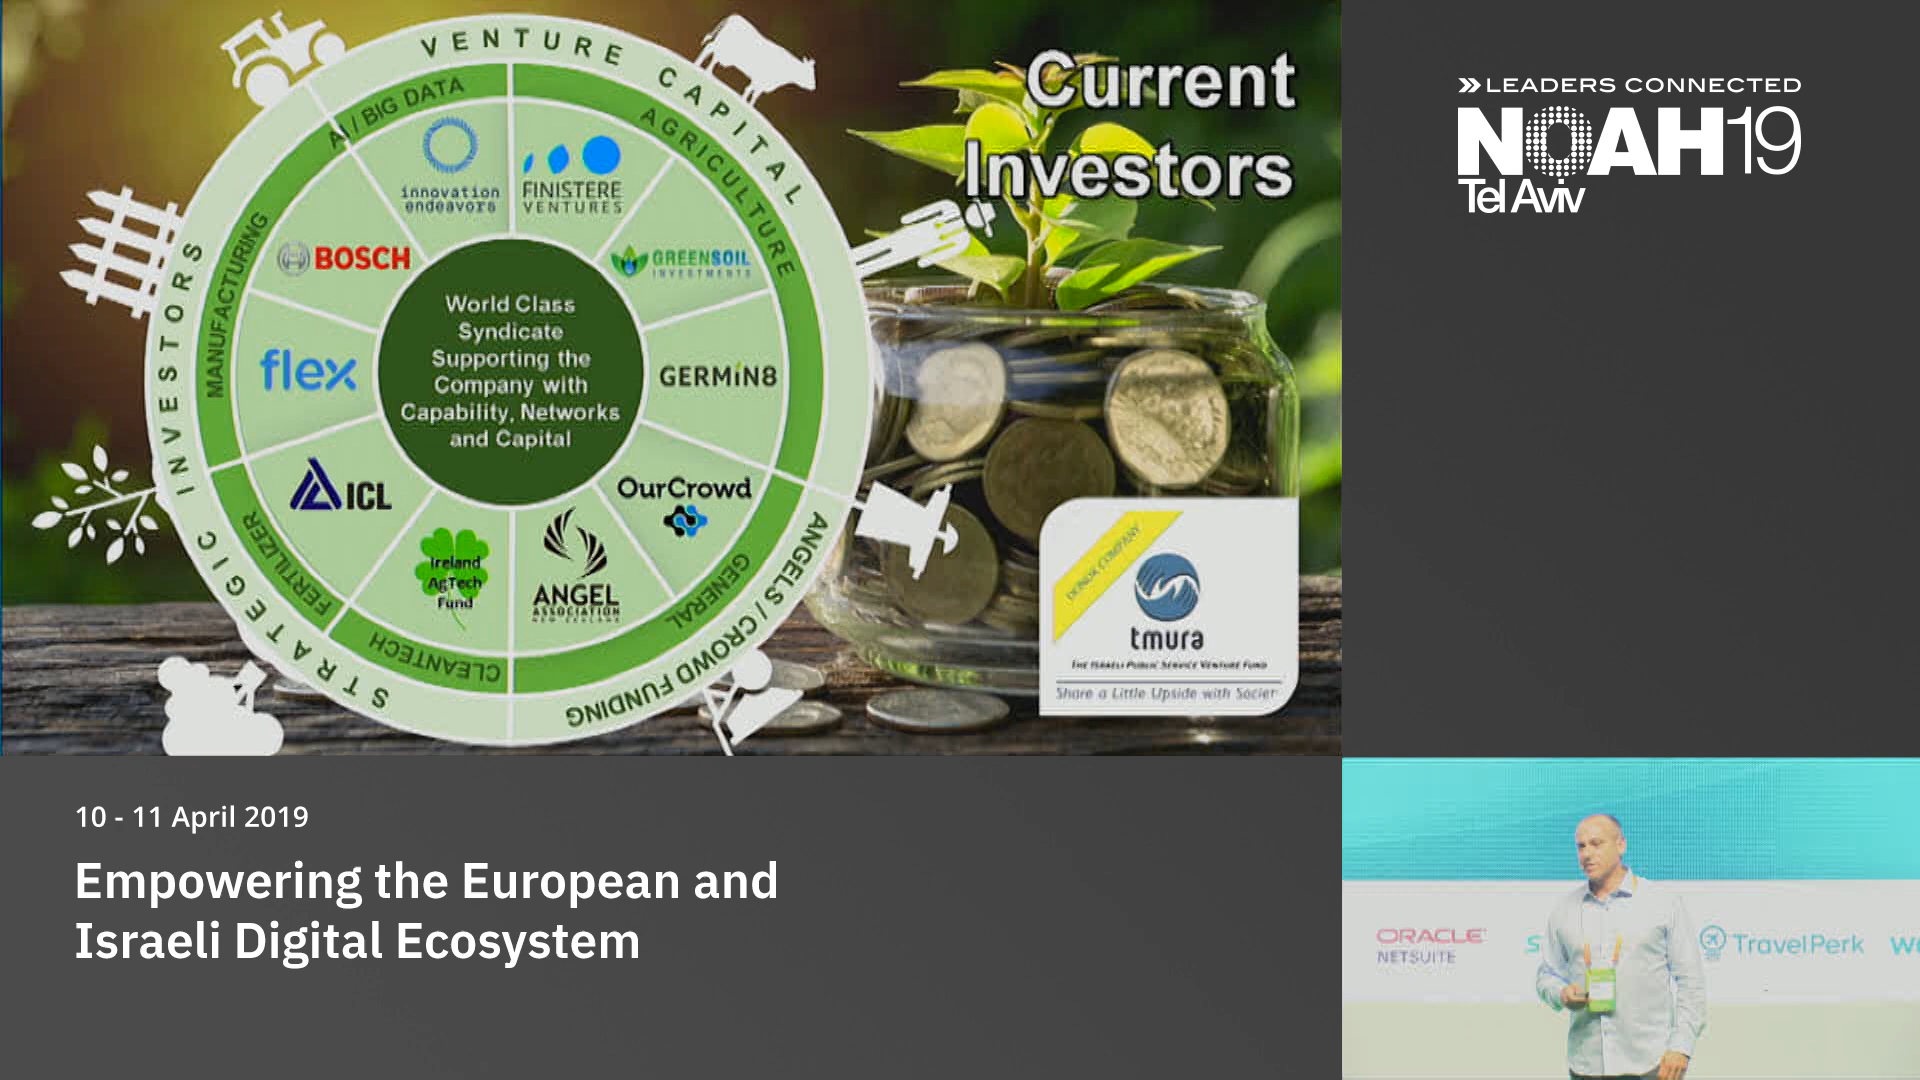 VENTURE CAPITAL
AI / BIG DATA
AGRICULTURE
innovation
endeavors
FINISTERE
VENTURES
BOSCH
GREENSOIL
INVESTMENTS
MANUFACTURING
flex
GERMiN8
World Class
Syndicate
Supporting the
Company with
Capability, Networks
and Capital
ICL
OurCrowd
Ireland
AgTech
Fund
ANGEL
ASSOCIATION
NEW ZEALAND
FERTILIZER
CLEANTECH
GENERAL
STRATEGIC INVESTORS
ANGELS / CROWD FUNDING
Current
Investors
DONOR COMPANY
tmura
THE ISRAELI PUBLIC SERVICE VENTURE FUND
Share a Little Upside with Societ
LEADERS CONNECTED
NOAH19
Tel Aviv
10 - 11 April 2019
Empowering the European and
Israeli Digital Ecosystem
ORACLE
NETSUITE
S
TravelPerk